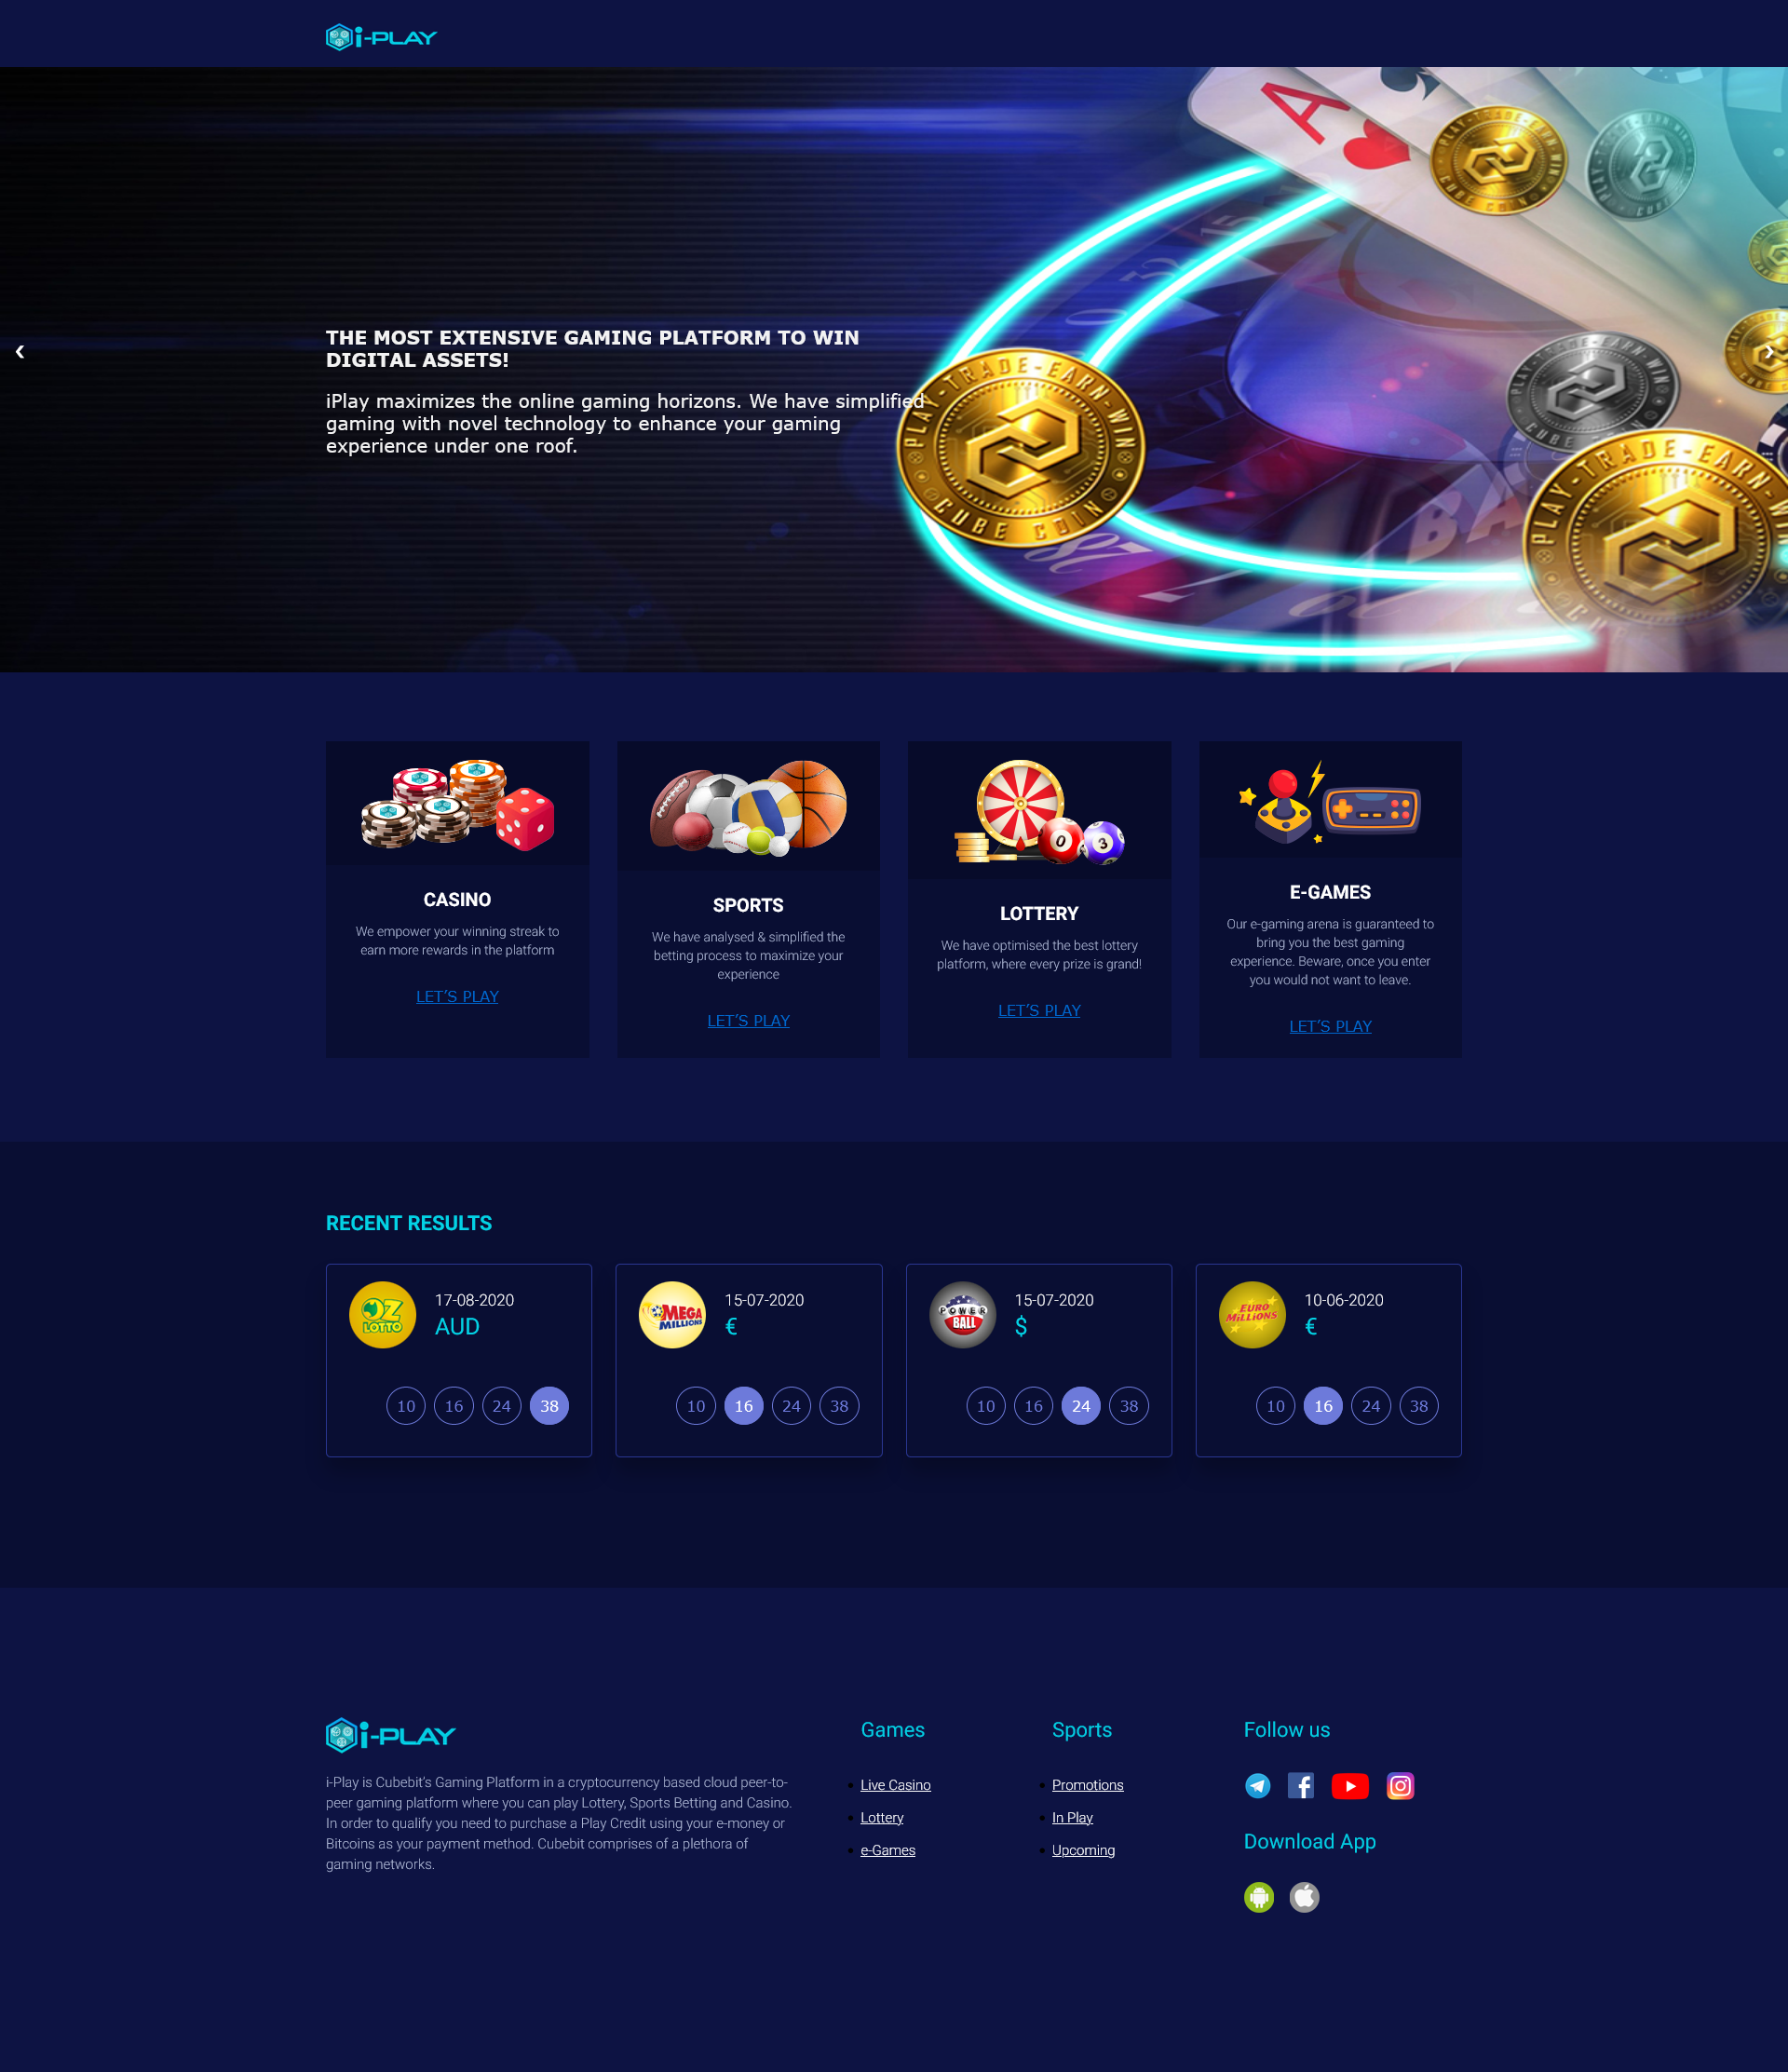 i-PLAY
A
PLAY-TRADE-EARN-WIN
CUBE COIN
THE MOST EXTENSIVE GAMING PLATFORM TO WIN
DIGITAL ASSETS!
iPlay maximizes the online gaming horizons. We have simplified
gaming with novel technology to enhance your gaming
experience under one roof.
PLAY-TRADE-EARN-WIN
CUBE COIN
CASINO
We empower your winning streak to
earn more rewards in the platform
LET’S PLAY
SPORTS
We have analysed & simplified the
betting process to maximize your
experience
LET’S PLAY
0 3
LOTTERY
We have optimised the best lottery
platform, where every prize is grand!
LET’S PLAY
E-GAMES
Our e-gaming arena is guaranteed to
bring you the best gaming
experience. Beware, once you enter
you would not want to leave.
LET’S PLAY
RECENT RESULTS
OZ
LOTTO
17-08-2020
AUD
10 16 24 38
MEGA
MILLIONS
15-07-2020
€
10 16 24 38
POWER
BALL
15-07-2020
$
10 16 24 38
EURO
MILLIONS
10-06-2020
€
10 16 24 38
i-PLAY
i-Play is Cubebit’s Gaming Platform in a cryptocurrency based cloud peer-to-
peer gaming platform where you can play Lottery, Sports Betting and Casino.
In order to qualify you need to purchase a Play Credit using your e-money or
Bitcoins as your payment method. Cubebit comprises of a plethora of
gaming networks.
Games
Live Casino
Lottery
e-Games
Sports
Promotions
In Play
Upcoming
Follow us
Download App